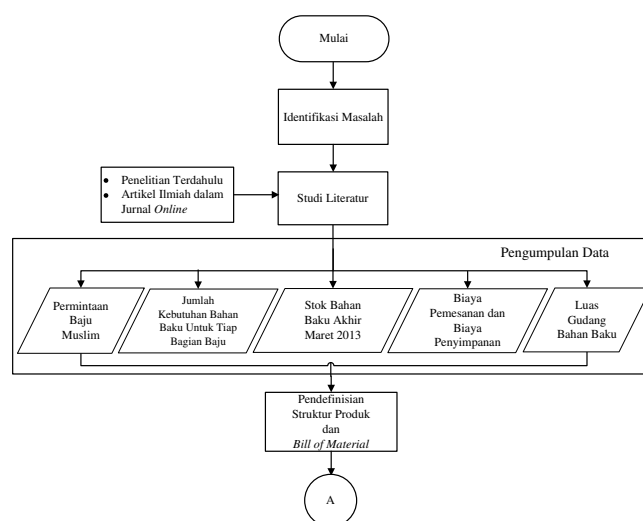 Mulai
Identifikasi Masalah
• Penelitian Terdahulu
• Artikel Ilmiah dalam
Jurnal Online
Studi Literatur
Pengumpulan Data
Permintaan
Baju
Muslim
Jumlah
Kebutuhan Bahan
Baku Untuk Tiap
Bagian Baju
Stok Bahan
Baku Akhir
Maret 2013
Biaya
Pemesanan dan
Biaya
Penyimpanan
Luas
Gudang
Bahan Baku
Pendefinisian
Struktur Produk
dan
Bill of Material
A